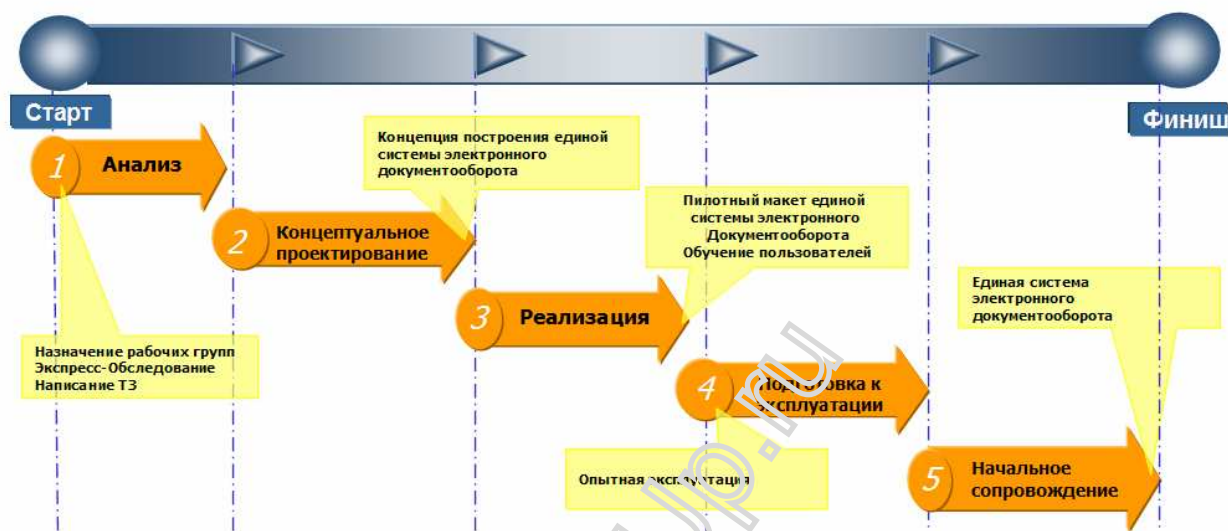 Старт
Финиш
1
Анализ
Назначение рабочих групп
Экспресс-Обследование
Написание ТЗ
2
Концептуальное
проектирование
Концепция построения единой
системы электронного
документооборота
3
Реализация
Пилотный макет единой
системы электронного
Документооборота
Обучение пользователей
4
Подготовка к
эксплуатации
Опытная эксплуатация
5
Начальное
сопровождение
Единая система
электронного
документооборота
up.ru